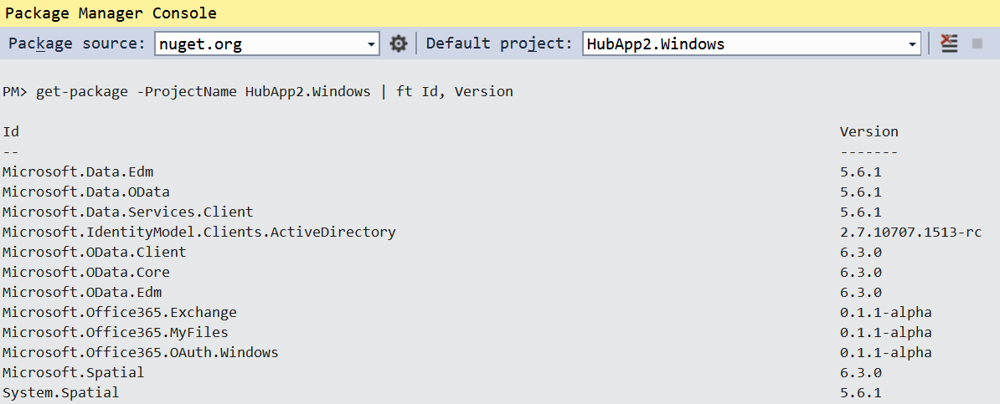 Package Manager Console
Package source: nuget.org Default project: HubApp2.Windows
PM> get-package -ProjectName HubApp2.Windows | ft Id, Version
Id Version
-- -------
Microsoft.Data.Edm 5.6.1
Microsoft.Data.OData 5.6.1
Microsoft.Data.Services.Client 5.6.1
Microsoft.IdentityModel.Clients.ActiveDirectory 2.7.10707.1513-rc
Microsoft.OData.Client 6.3.0
Microsoft.OData.Core 6.3.0
Microsoft.OData.Edm 6.3.0
Microsoft.Office365.Exchange 0.1.1-alpha
Microsoft.Office365.MyFiles 0.1.1-alpha
Microsoft.Office365.OAuth.Windows 0.1.1-alpha
Microsoft.Spatial 6.3.0
System.Spatial 5.6.1